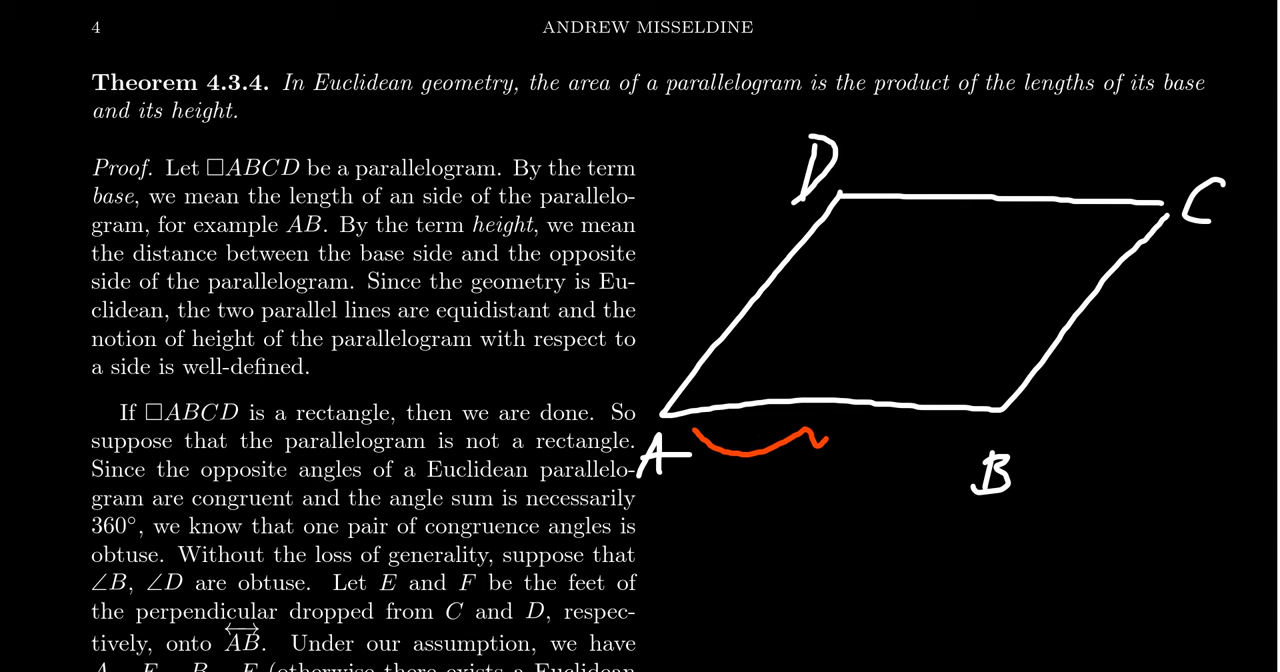 4
ANDREW MISSELDINE
Theorem 4.3.4. In Euclidean geometry, the area of a parallelogram is the product of the lengths of its base
and its height.
Proof. Let □ABCD be a parallelogram. By the term
base, we mean the length of an side of the parallelo-
gram, for example AB. By the term height, we mean
the distance between the base side and the opposite
side of the parallelogram. Since the geometry is Eu-
clidean, the two parallel lines are equidistant and the
notion of height of the parallelogram with respect to
a side is well-defined.
If □ABCD is a rectangle, then we are done. So
suppose that the parallelogram is not a rectangle.
Since the opposite angles of a Euclidean parallelo-
gram are congruent and the angle sum is necessarily
360°, we know that one pair of congruence angles is
obtuse. Without the loss of generality, suppose that
∠B, ∠D are obtuse. Let E and F be the feet of
the perpendicular dropped from C and D, respec-
tively, onto AB. Under our assumption, we have
D
C
A
B